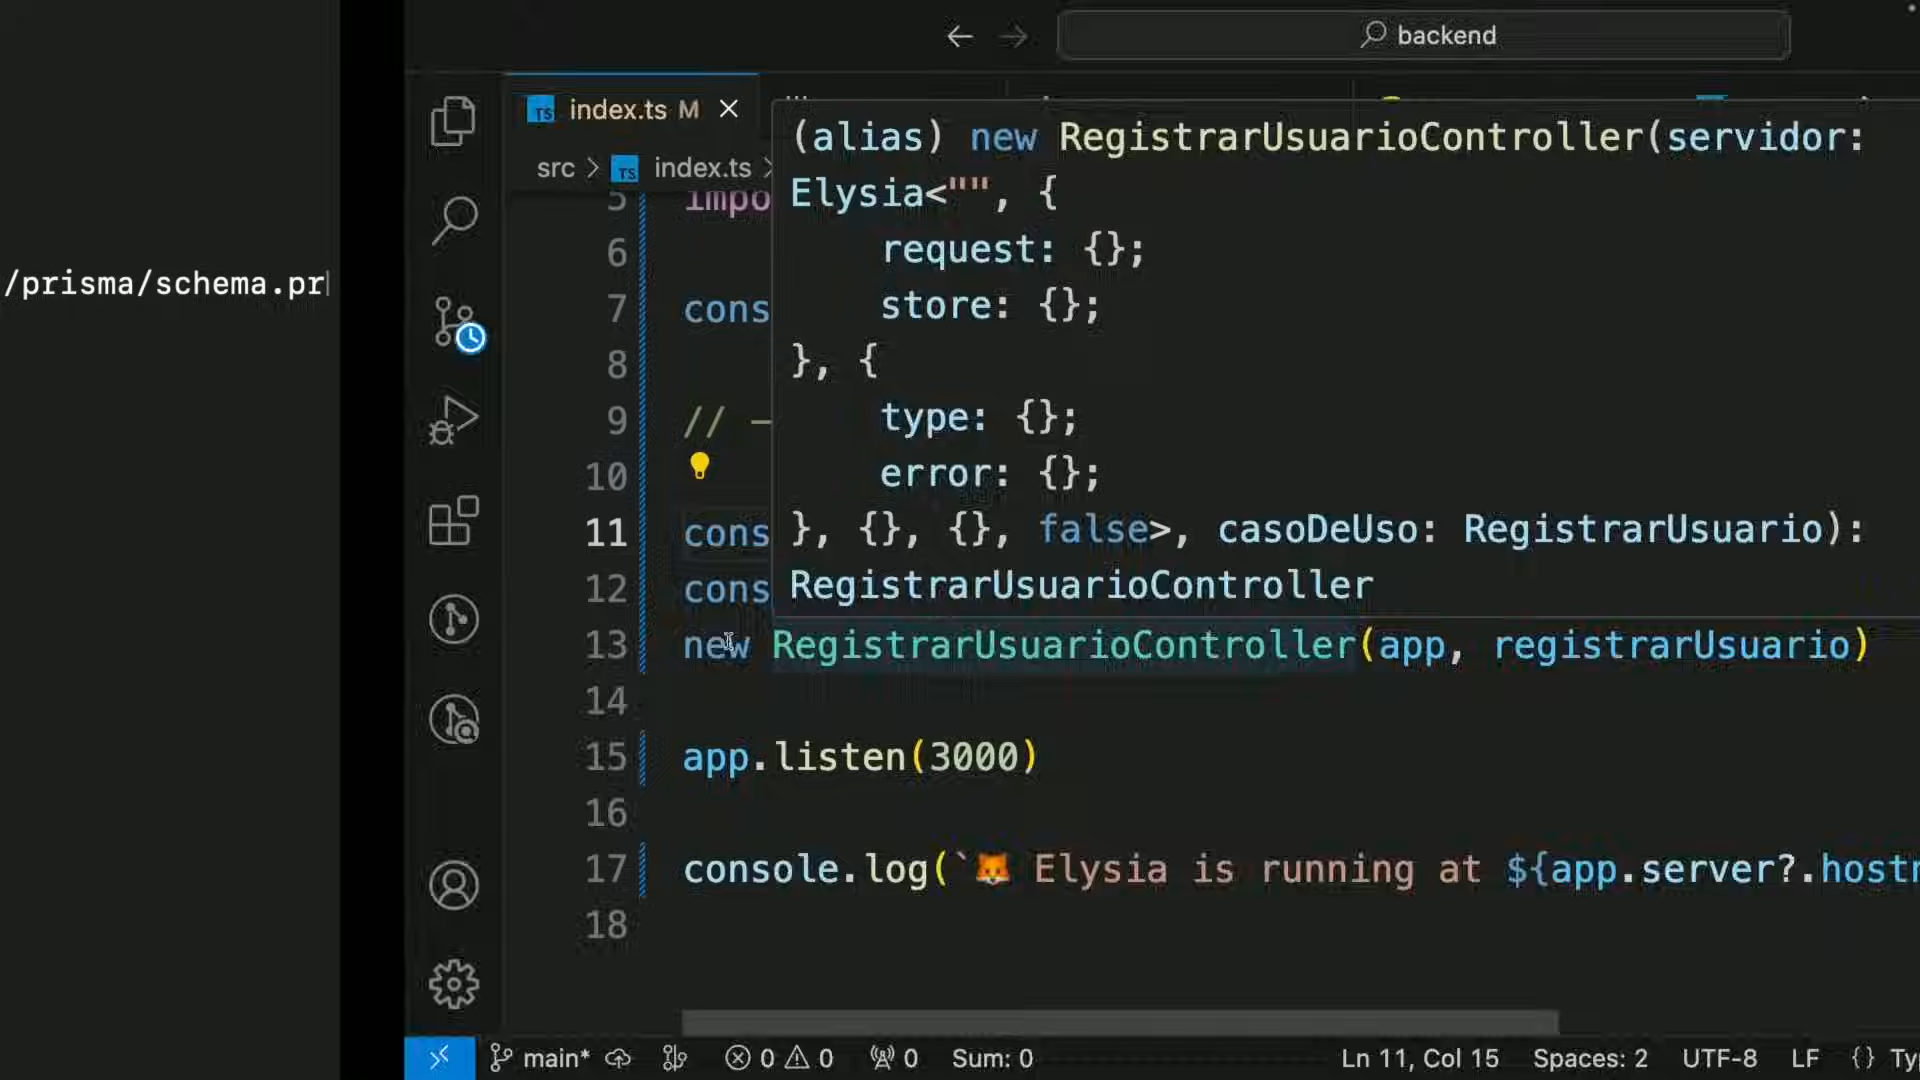 backend
/prisma/schema.pr
index.ts M
src > index.ts >
(alias) new RegistrarUsuarioController(servidor:
Elysia<"", {
request: {};
store: {};
}, {
type: {};
error: {};
}, {}, {}, false>, casoDeUso: RegistrarUsuario):
RegistrarUsuarioController
5 impo
6
7 cons
8
9 // —
10
11 cons
12 cons
13 new RegistrarUsuarioController(app, registrarUsuario)
14
15 app.listen(3000)
16
17 console.log(`🦊 Elysia is running at ${app.server?.hostn
18
main* 0 0 0 Sum: 0 Ln 11, Col 15 Spaces: 2 UTF-8 LF {} Ty